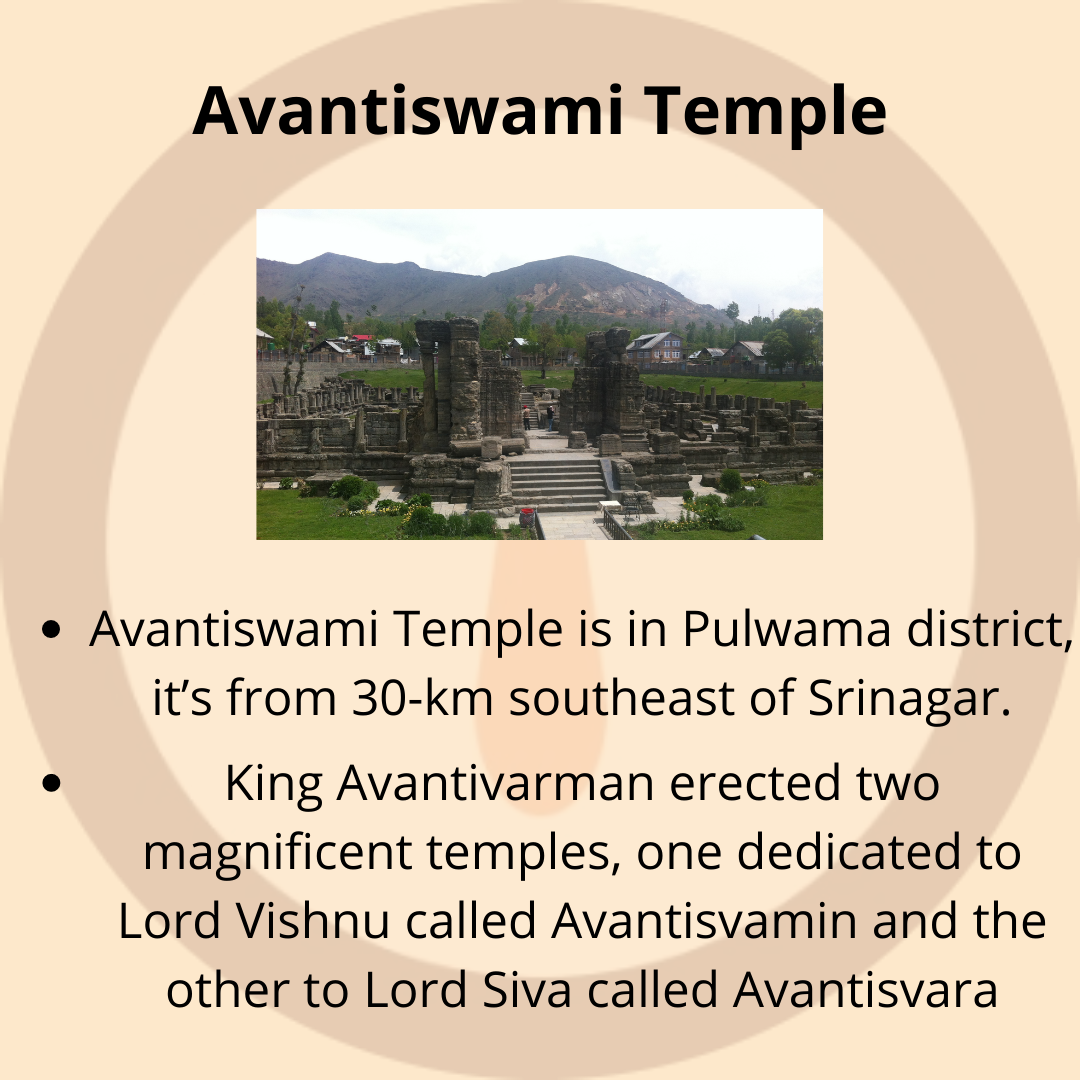 Avantiswami Temple
• Avantiswami Temple is in Pulwama district,
it’s from 30-km southeast of Srinagar.
• King Avantivarman erected two
magnificent temples, one dedicated to
Lord Vishnu called Avantisvamin and the
other to Lord Siva called Avantisvara